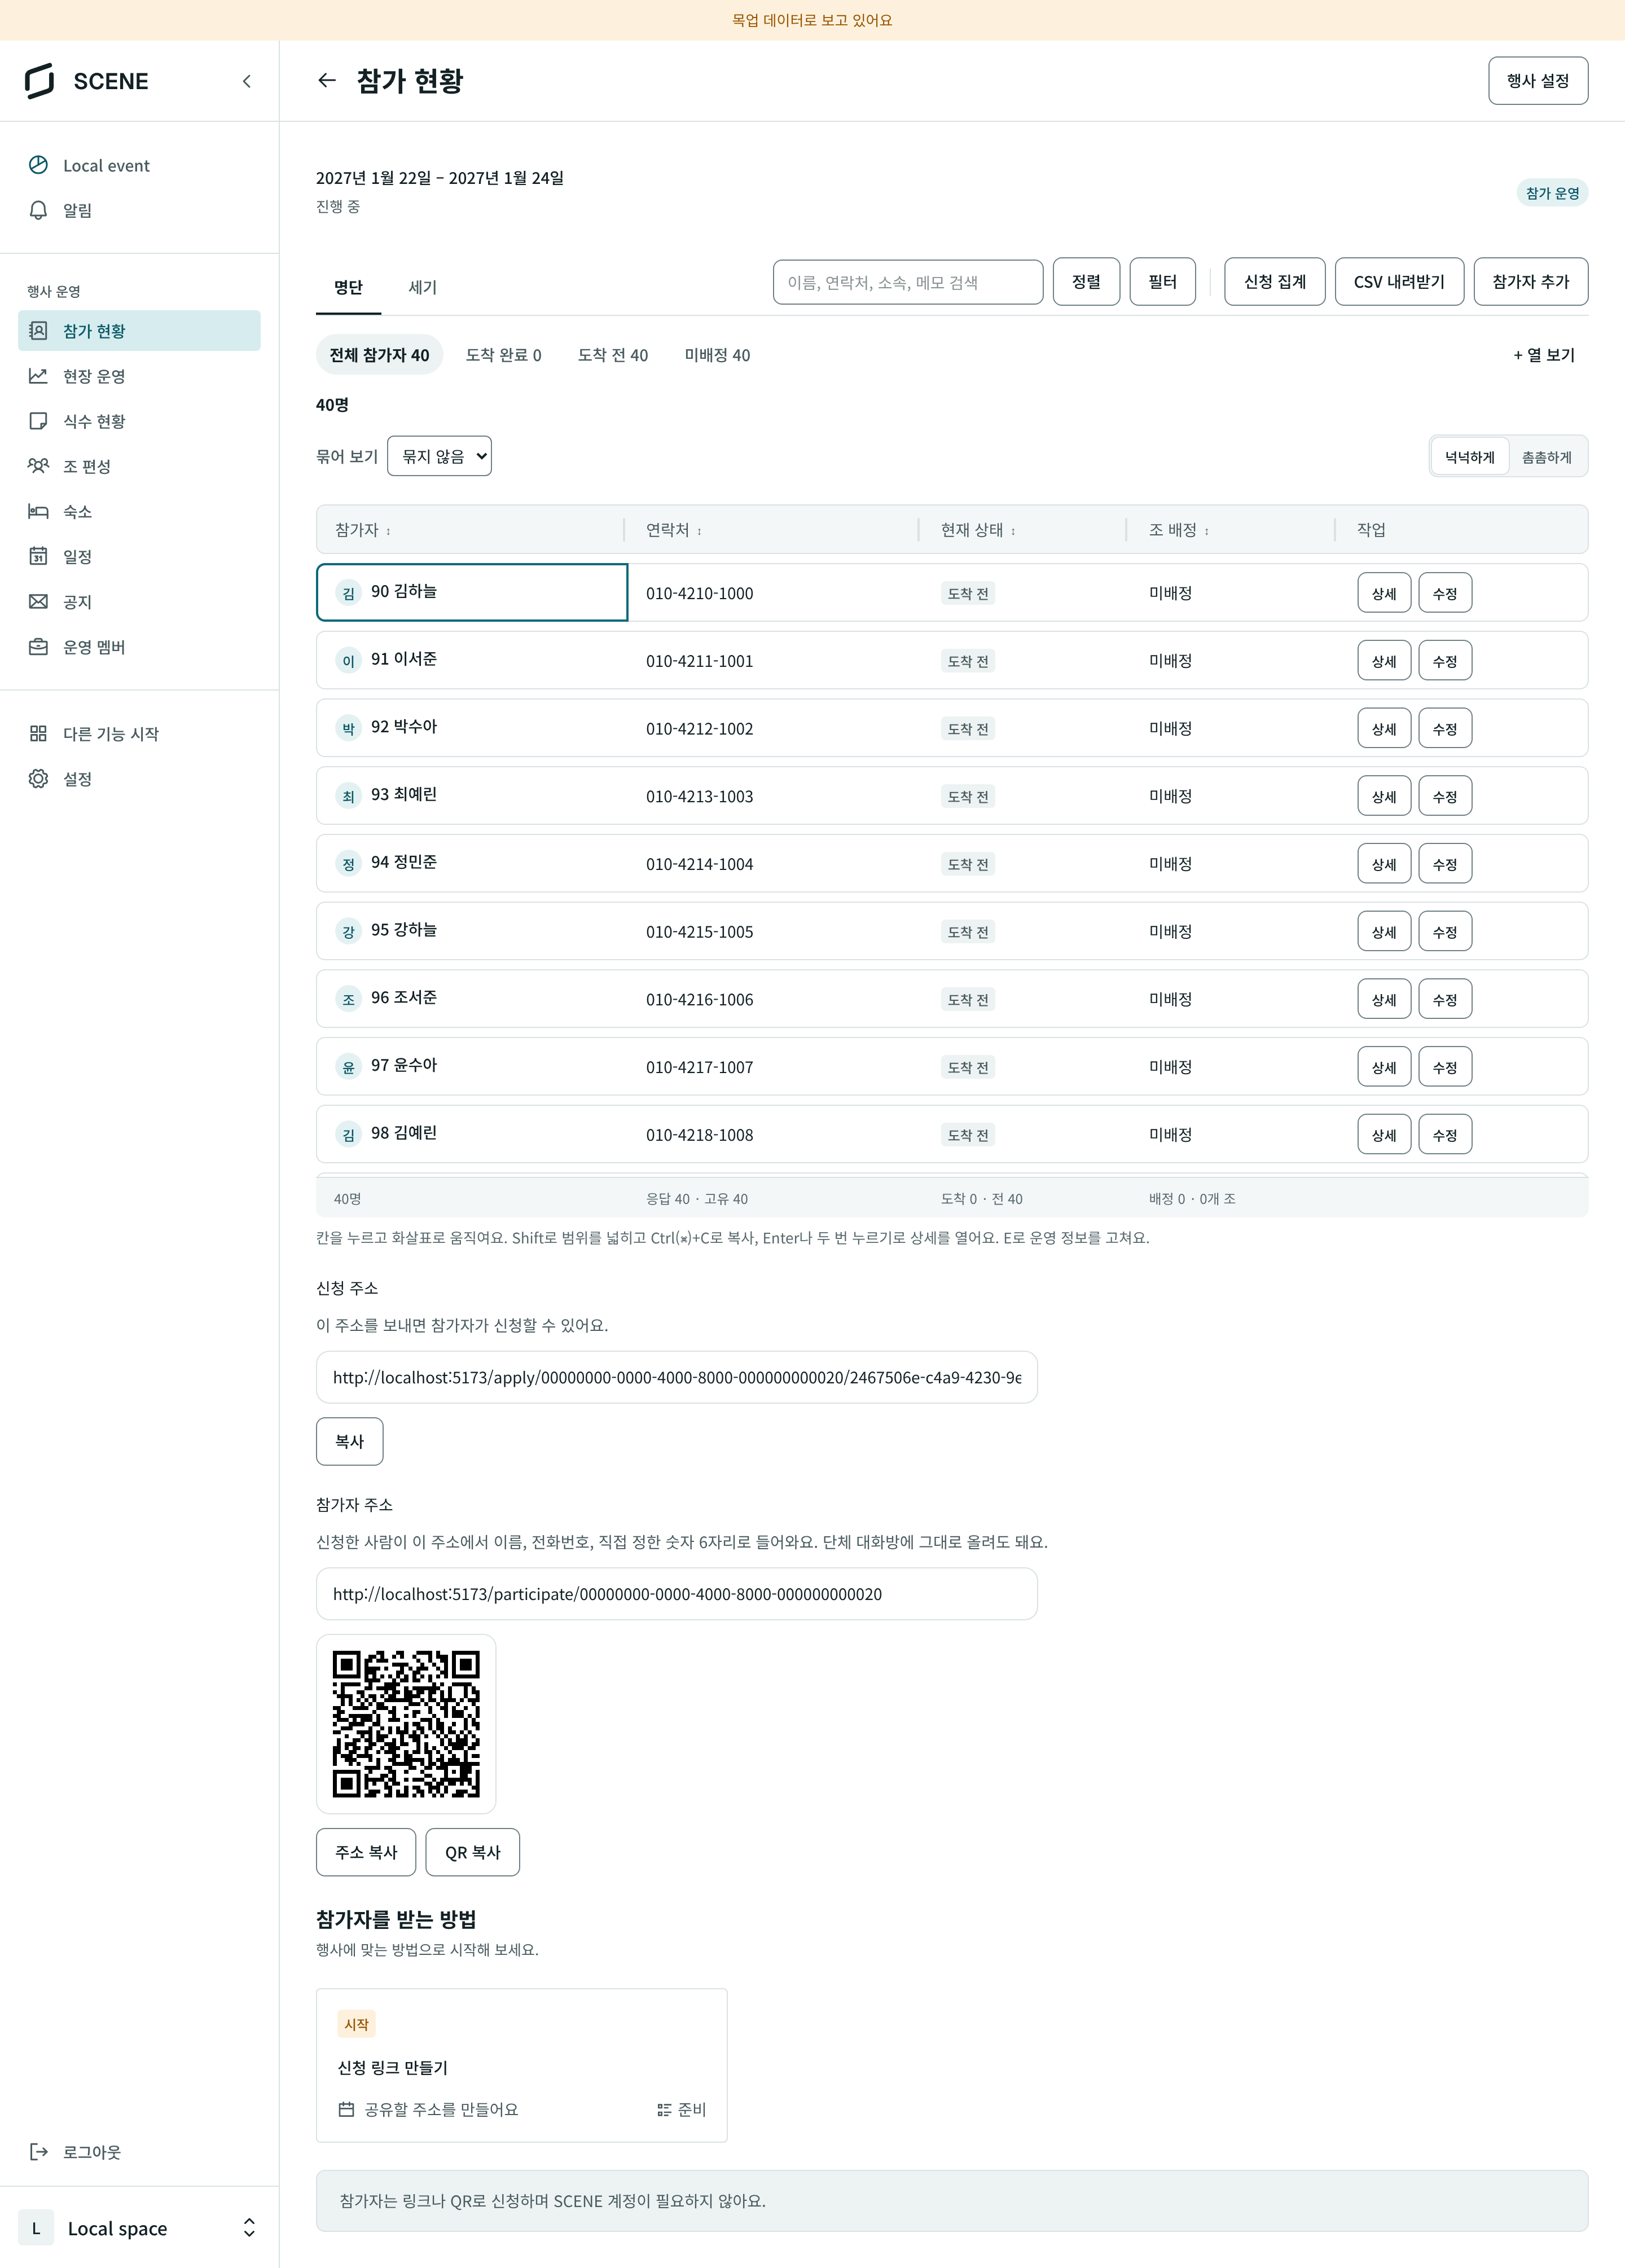 목업 데이터로 보고 있어요
SCENE
참가 현황
행사 설정
Local event
알림
행사 운영
참가 현황
현장 운영
식수 현황
조 편성
숙소
일정
공지
운영 멤버
다른 기능 시작
설정
로그아웃
L Local space
2027년 1월 22일 – 2027년 1월 24일
진행 중
참가 운영
명단 세기
이름, 연락처, 소속, 메모 검색 정렬 필터 신청 집계 CSV 내려받기 참가자 추가
전체 참가자 40 도착 완료 0 도착 전 40 미배정 40 + 열 보기
40명
묶어 보기 묶지 않음 넉넉하게 촘촘하게
참가자 ↕ 연락처 ↕ 현재 상태 ↕ 조 배정 ↕ 작업
김 90 김하늘 010-4210-1000 도착 전 미배정 상세 수정
이 91 이서준 010-4211-1001 도착 전 미배정 상세 수정
박 92 박수아 010-4212-1002 도착 전 미배정 상세 수정
최 93 최예린 010-4213-1003 도착 전 미배정 상세 수정
정 94 정민준 010-4214-1004 도착 전 미배정 상세 수정
강 95 강하늘 010-4215-1005 도착 전 미배정 상세 수정
조 96 조서준 010-4216-1006 도착 전 미배정 상세 수정
윤 97 윤수아 010-4217-1007 도착 전 미배정 상세 수정
김 98 김예린 010-4218-1008 도착 전 미배정 상세 수정
40명 응답 40 · 고유 40 도착 0 · 전 40 배정 0 · 0개 조
칸을 누르고 화살표로 움직여요. Shift로 범위를 넓히고 Ctrl(⌘)+C로 복사, Enter나 두 번 누르기로 상세를 열어요. E로 운영 정보를 고쳐요.
신청 주소
이 주소를 보내면 참가자가 신청할 수 있어요.
http://localhost:5173/apply/00000000-0000-4000-8000-000000000020/2467506e-c4a9-4230-9e
복사
참가자 주소
신청한 사람이 이 주소에서 이름, 전화번호, 직접 정한 숫자 6자리로 들어와요. 단체 대화방에 그대로 올려도 돼요.
http://localhost:5173/participate/00000000-0000-4000-8000-000000000020
주소 복사 QR 복사
참가자를 받는 방법
행사에 맞는 방법으로 시작해 보세요.
시작
신청 링크 만들기
공유할 주소를 만들어요 준비
참가자는 링크나 QR로 신청하며 SCENE 계정이 필요하지 않아요.